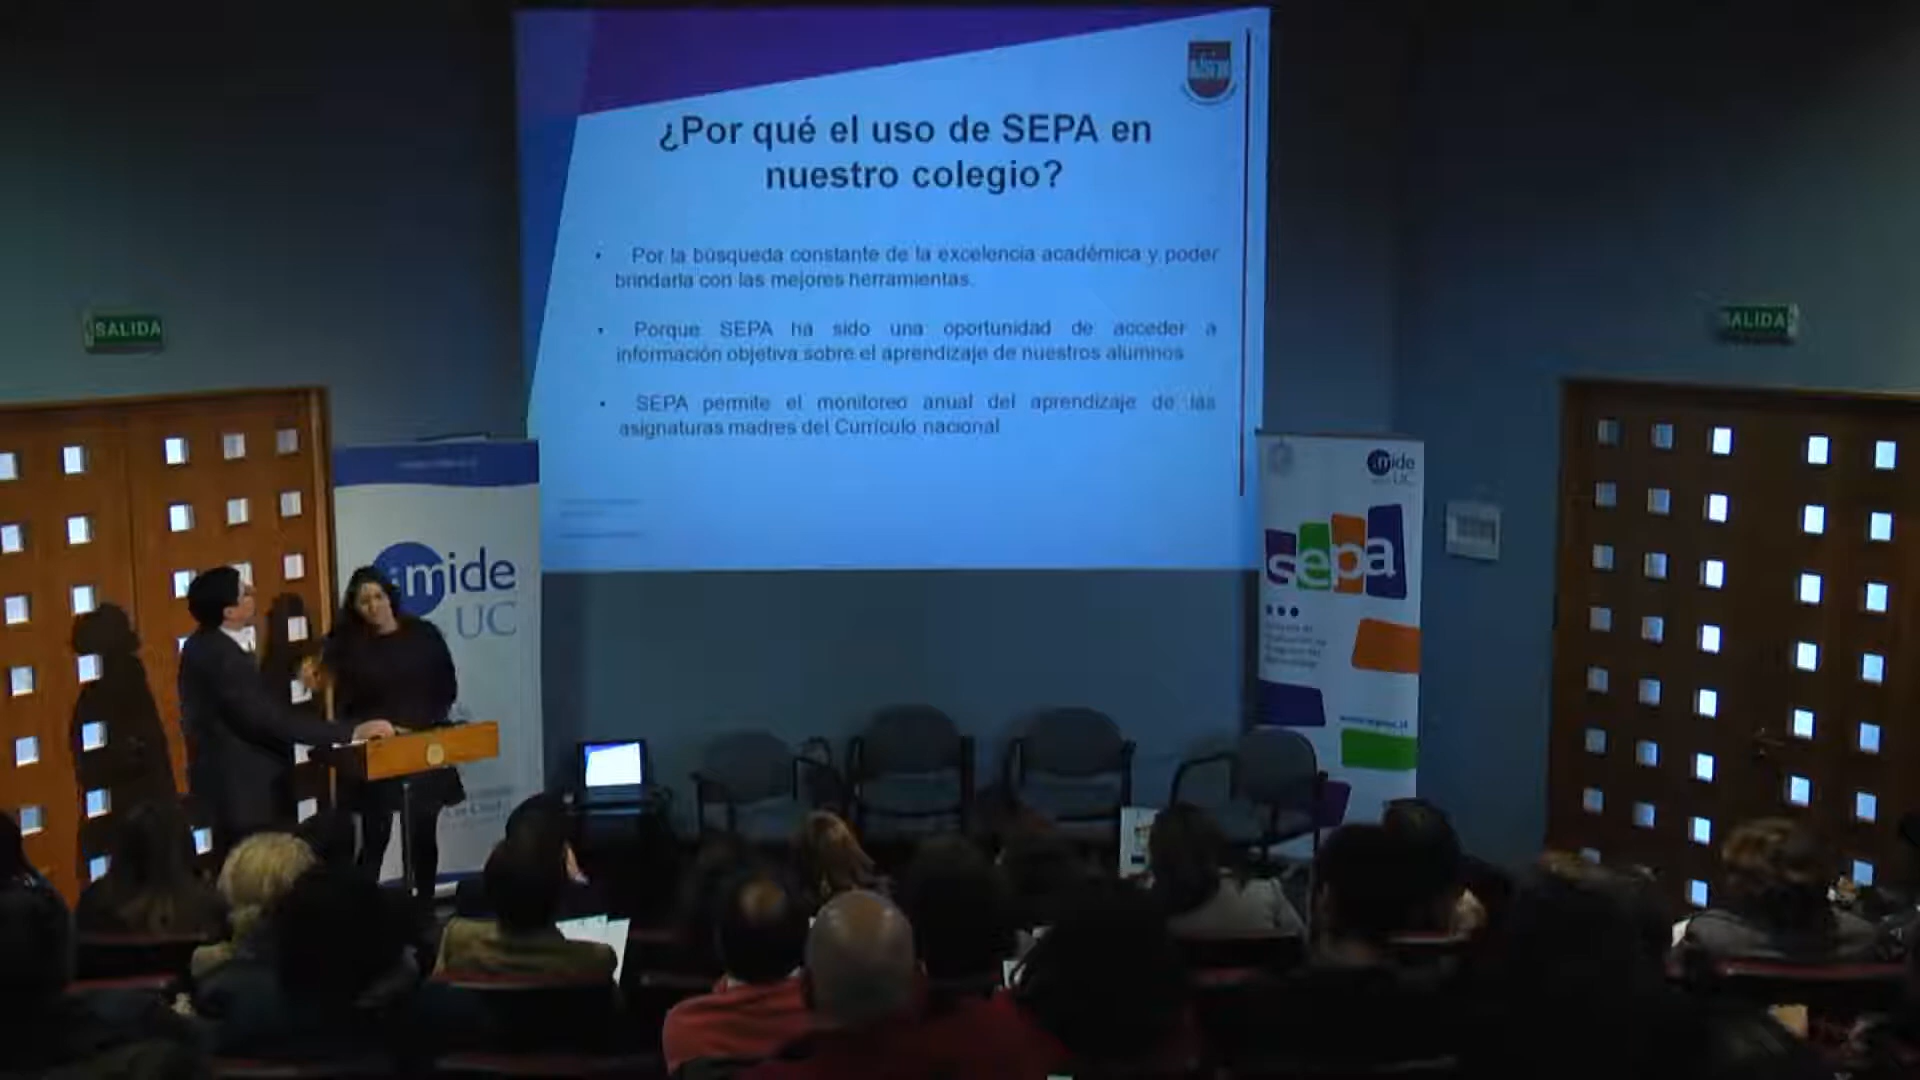 ¿Por qué el uso de SEPA en
nuestro colegio?
• Por la búsqueda constante de la excelencia académica y poder
brindarla con las mejores herramientas.
• Porque SEPA ha sido una oportunidad de acceder a
información objetiva sobre el aprendizaje de nuestros alumnos
• SEPA permite el monitoreo anual del aprendizaje de las
asignaturas madres del Currículo nacional
SALIDA
SALIDA
mide
UC
mide
UC
sepa